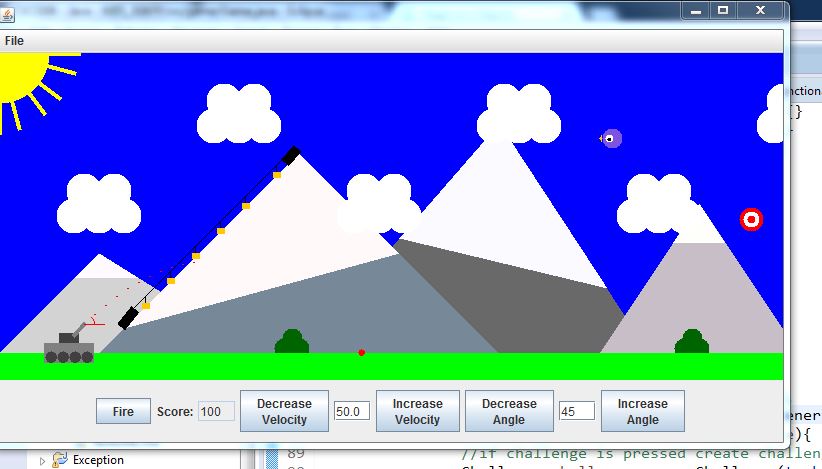 File
nction
{}
Fire
Score:
100
Decrease
Velocity
50.0
Increase
Velocity
Decrease
Angle
45
Increase
Angle
ener
e){
Exception
89
//if challenge is pressed create challen